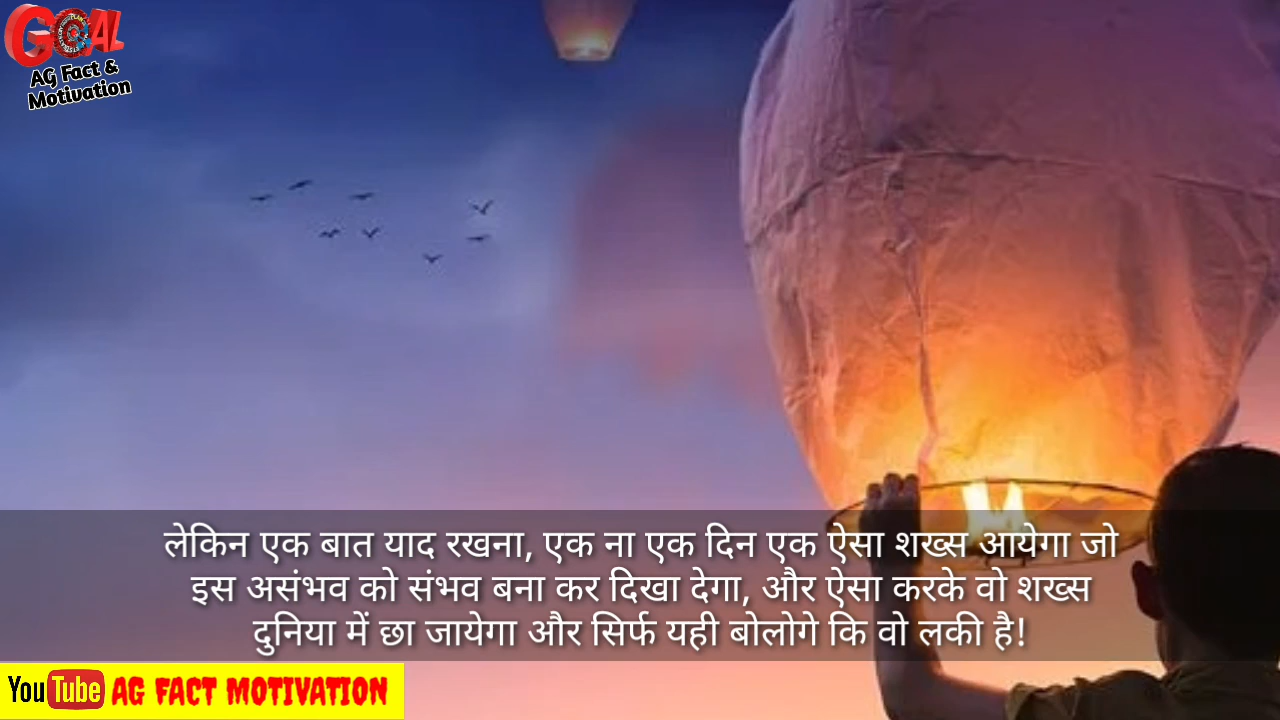 GOAL
AG Fact &
Motivation
लेकिन एक बात याद रखना, एक ना एक दिन एक ऐसा शख्स आयेगा जो
इस असंभव को संभव बना कर दिखा देगा, और ऐसा करके वो शख्स
दुनिया में छा जायेगा और सिर्फ यही बोलोगे कि वो लकी है!
YouTube AG FACT MOTIVATION